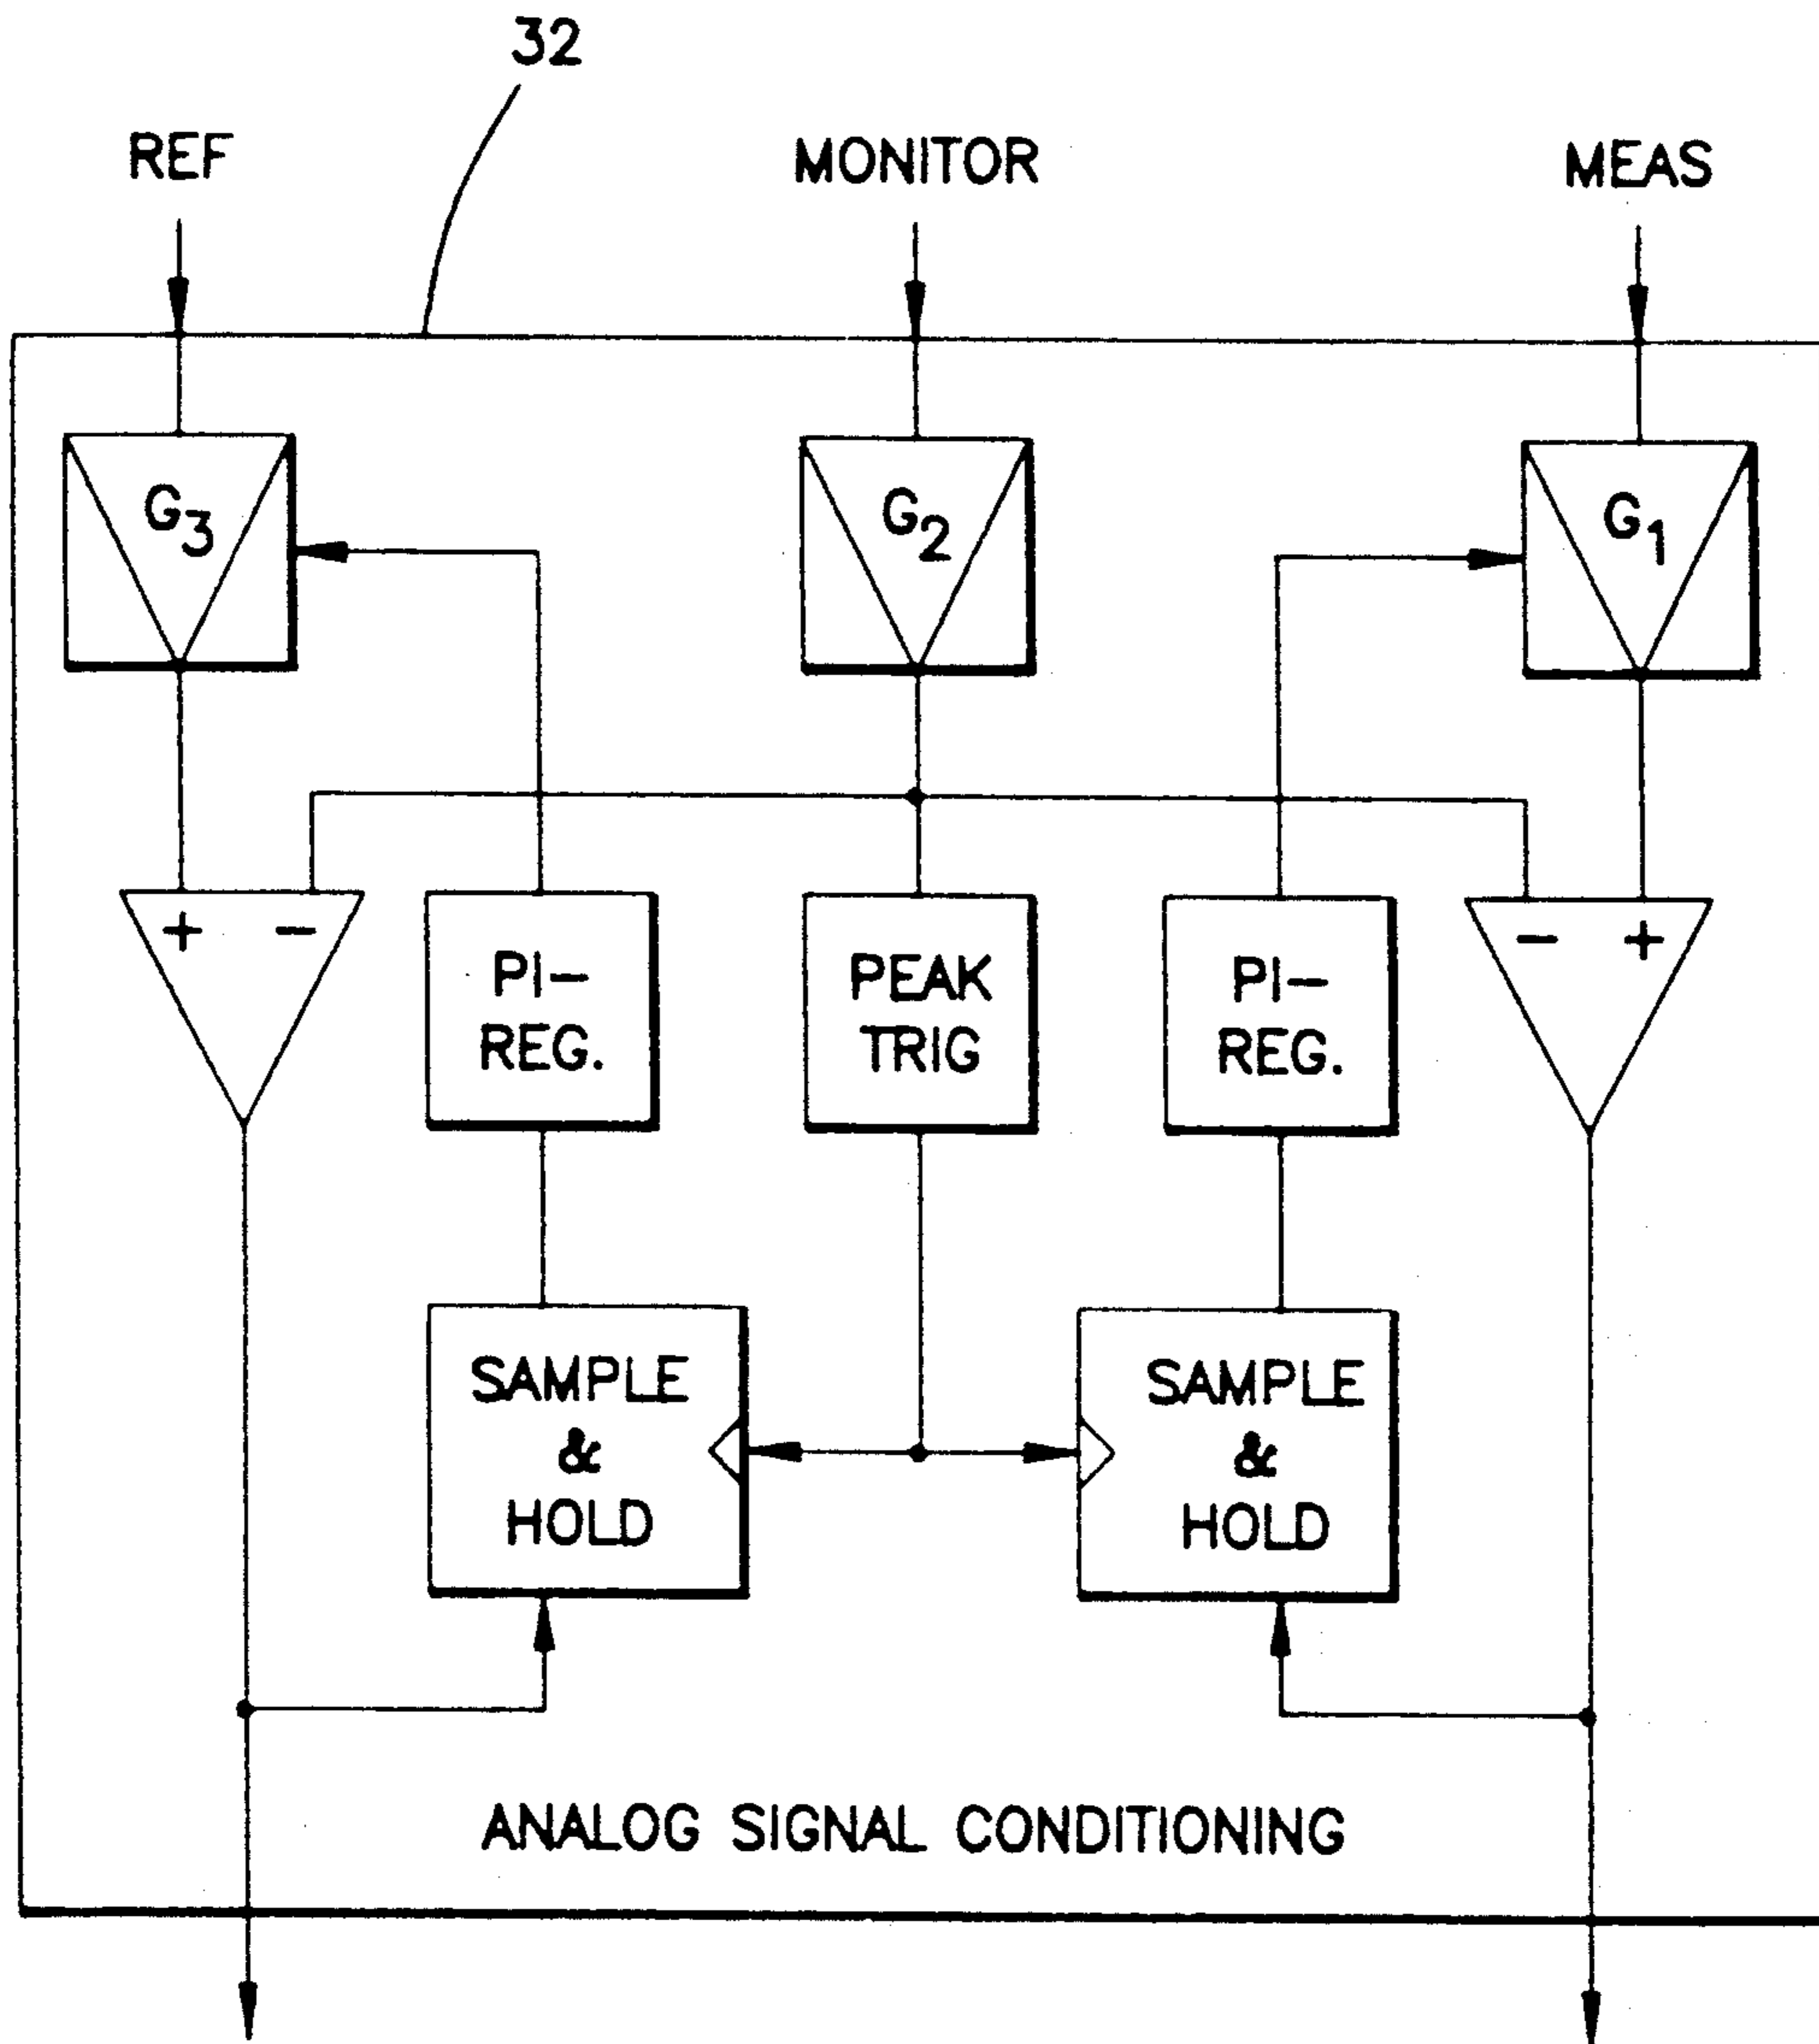 32
REF
MONITOR
MEAS
G3
G2
G1
+ -
- +
PI-
REG.
PEAK
TRIG
PI-
REG.
SAMPLE
&
HOLD
SAMPLE
&
HOLD
ANALOG SIGNAL CONDITIONING